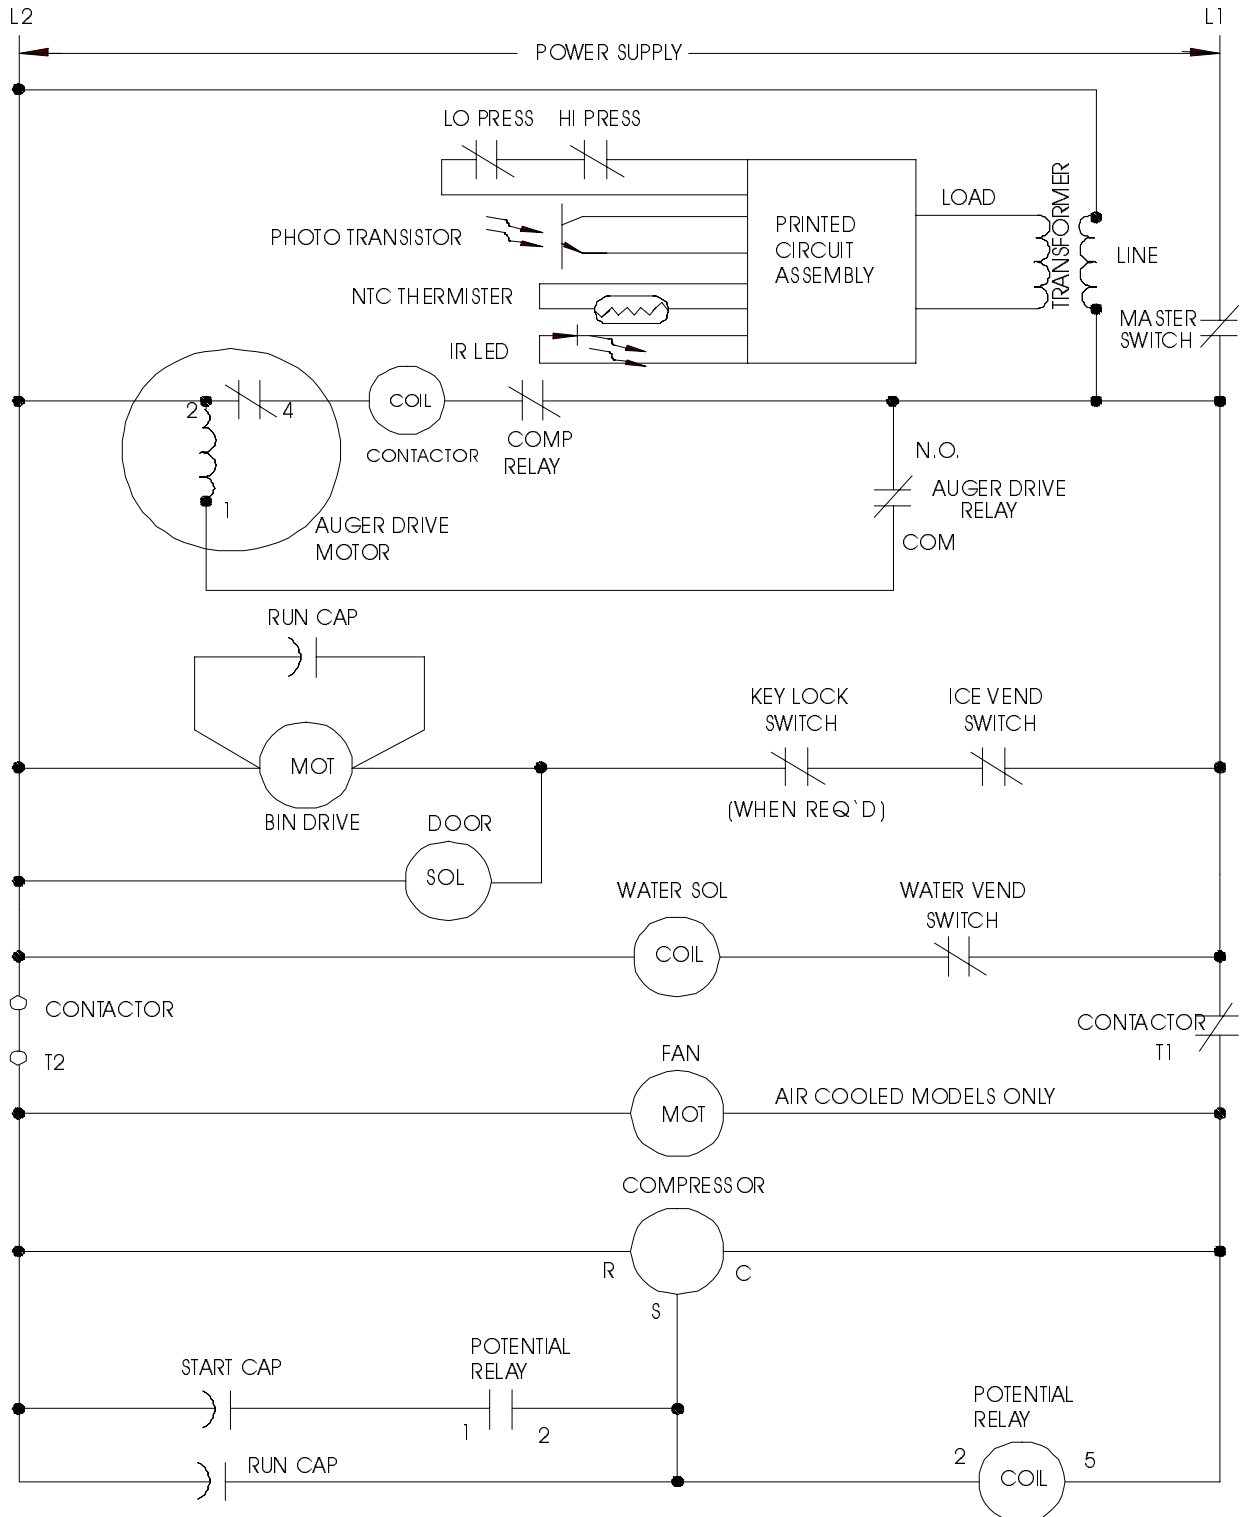 L2
L1
POWER SUPPLY
LO PRESS
HI PRESS
LOAD
TRANSFORMER
PRINTED
CIRCUIT
ASSEMBLY
PHOTO TRANSISTOR
LINE
NTC THERMISTER
MASTER
SWITCH
IR LED
2
4
COIL
CONTACTOR
COMP
RELAY
N.O.
AUGER DRIVE
RELAY
COM
1
AUGER DRIVE
MOTOR
RUN CAP
KEY LOCK
SWITCH
ICE VEND
SWITCH
MOT
BIN DRIVE
(WHEN REQ`D)
DOOR
SOL
WATER SOL
WATER VEND
SWITCH
COIL
CONTACTOR
T2
CONTACTOR
T1
FAN
MOT
AIR COOLED MODELS ONLY
COMPRESSOR
R
C
S
POTENTIAL
RELAY
START CAP
1
2
POTENTIAL
RELAY
RUN CAP
2
5
COIL